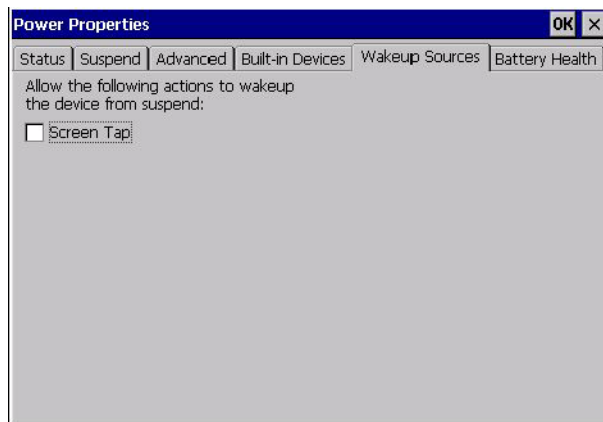 Power Properties OK ×
Status Suspend Advanced Built-in Devices Wakeup Sources Battery Health
Allow the following actions to wakeup
the device from suspend:
Screen Tap